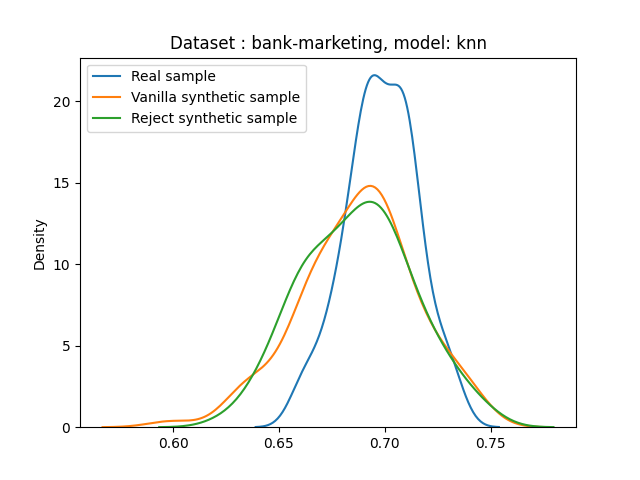 Dataset : bank-marketing, model: knn
Real sample
Vanilla synthetic sample
Reject synthetic sample
Density
20
15
10
5
0
0.60 0.65 0.70 0.75